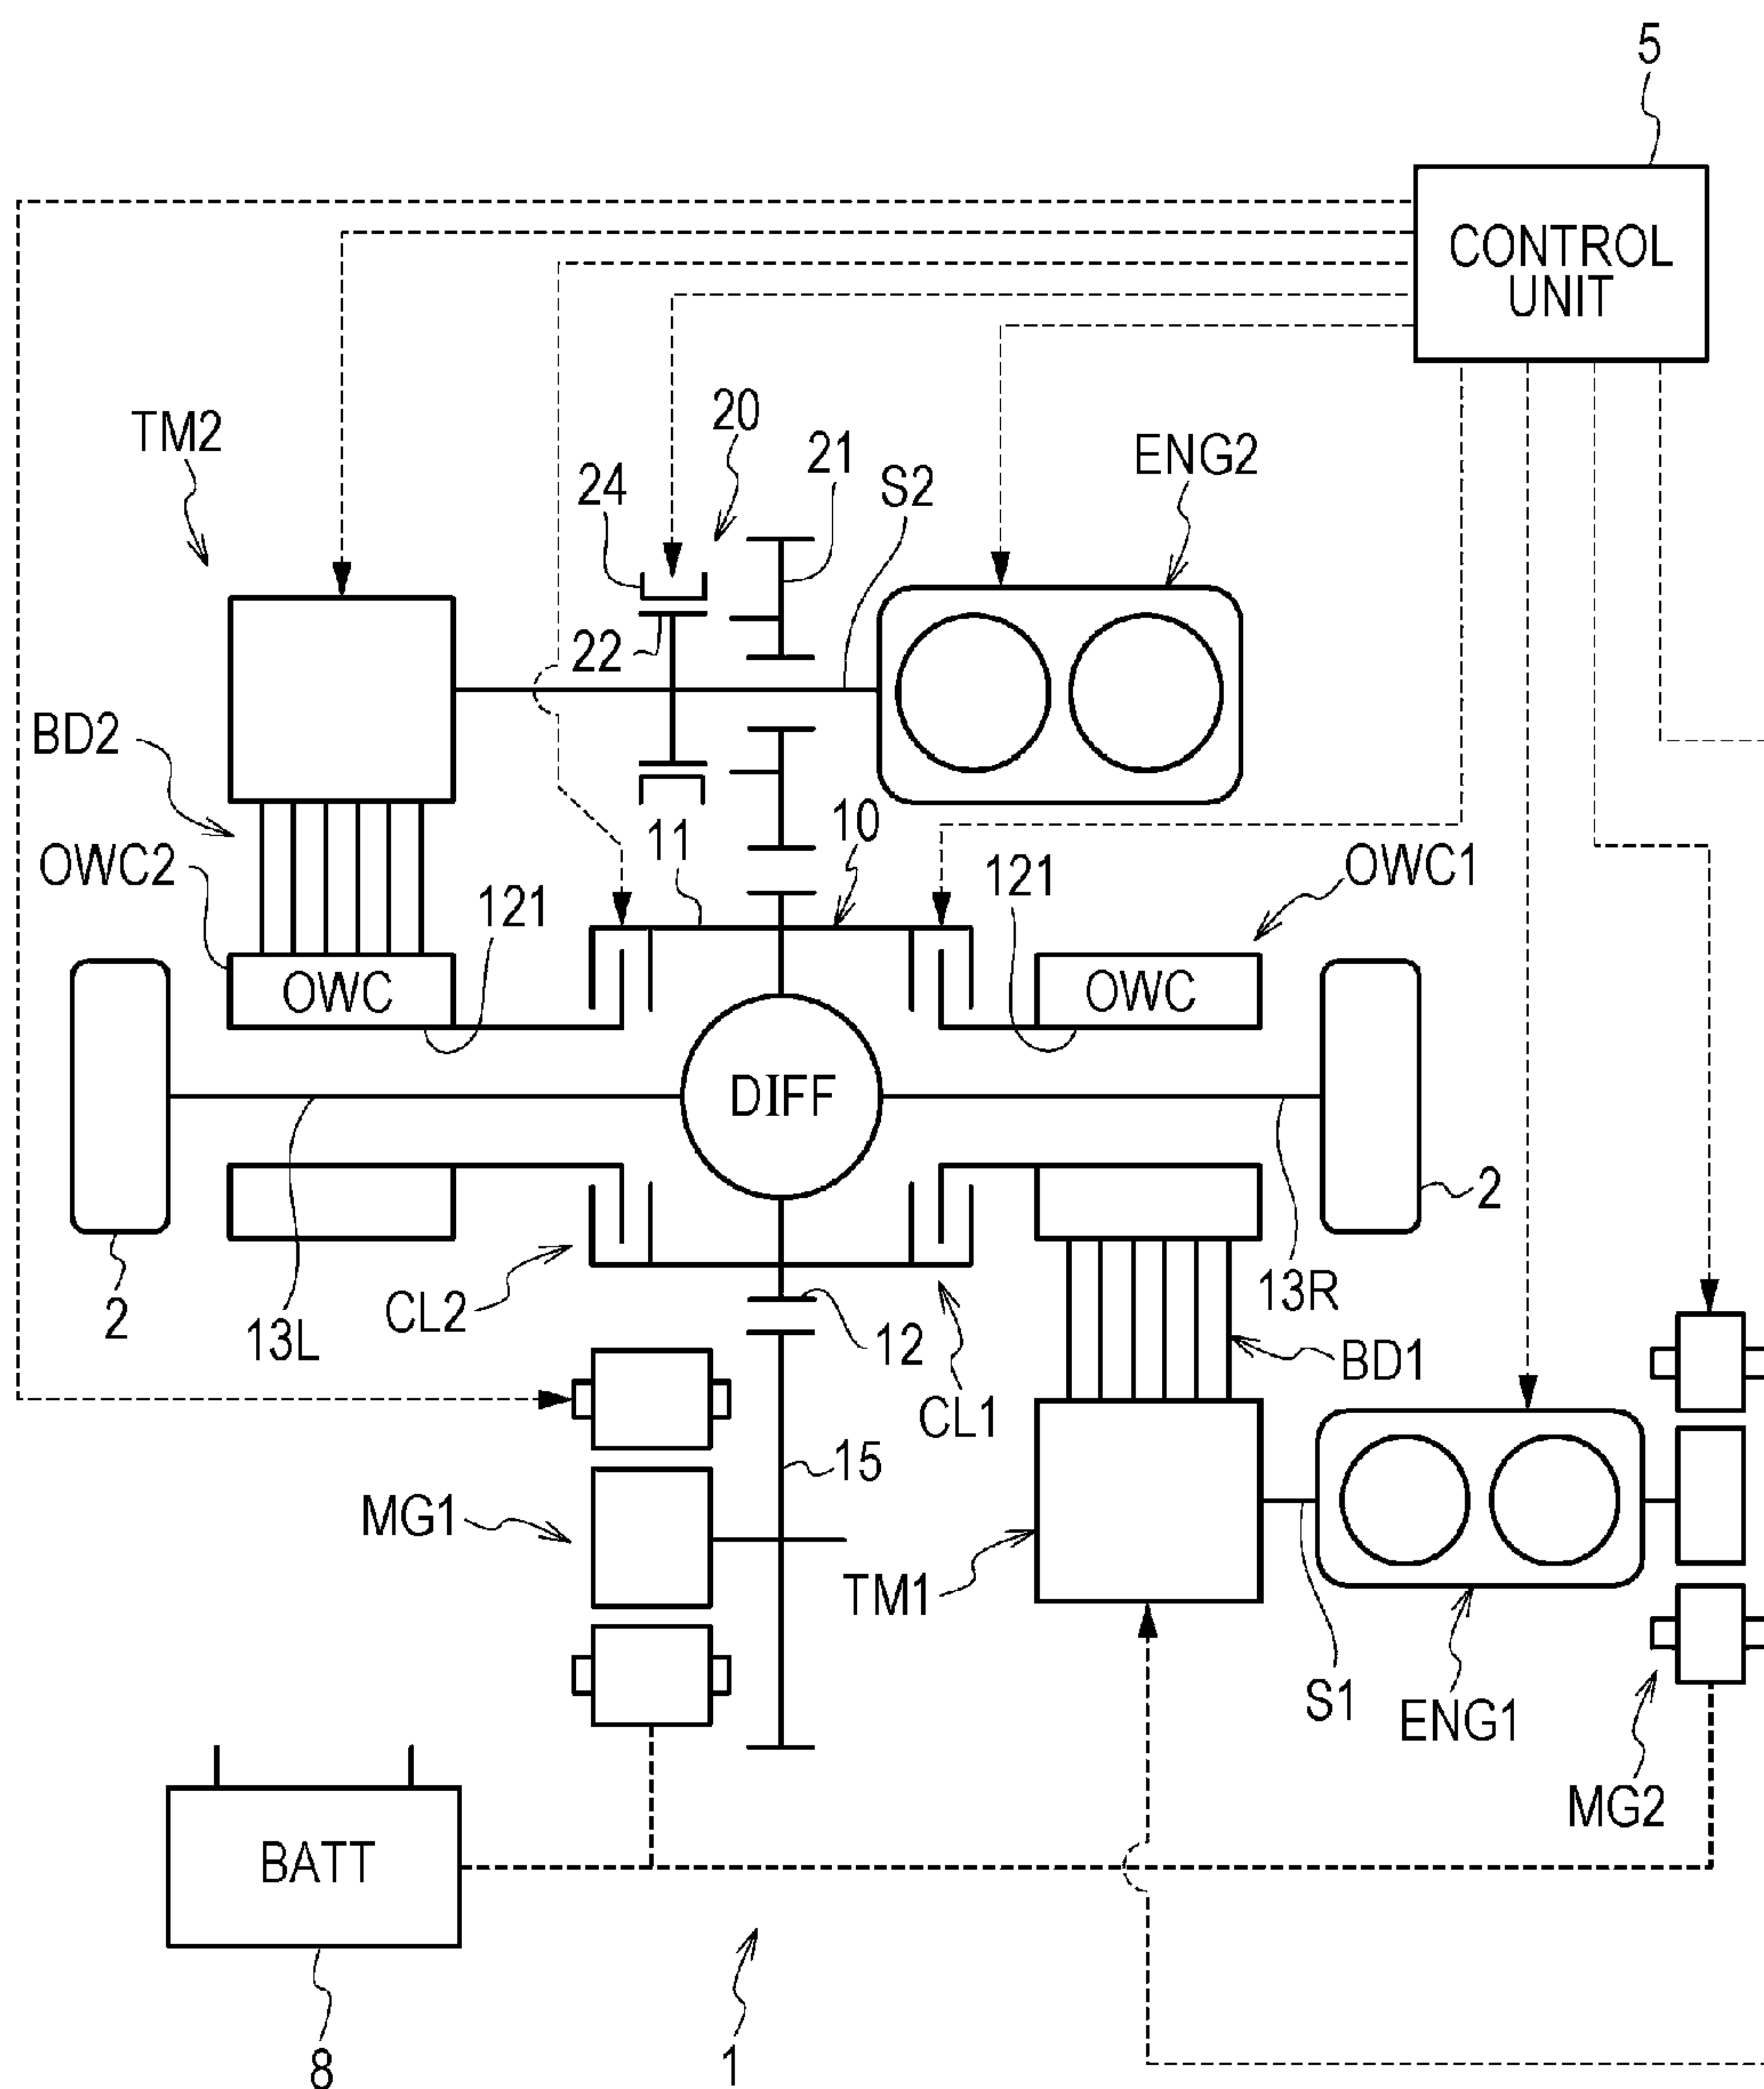 5
CONTROL
UNIT
TM2
20
21
ENG2
24
S2
22
BD2
11
10
OWC2
121
121
OWC1
OWC
OWC
DIFF
2
2
13L
CL2
12
13R
BD1
CL1
15
MG1
TM1
S1
ENG1
MG2
BATT
8
1